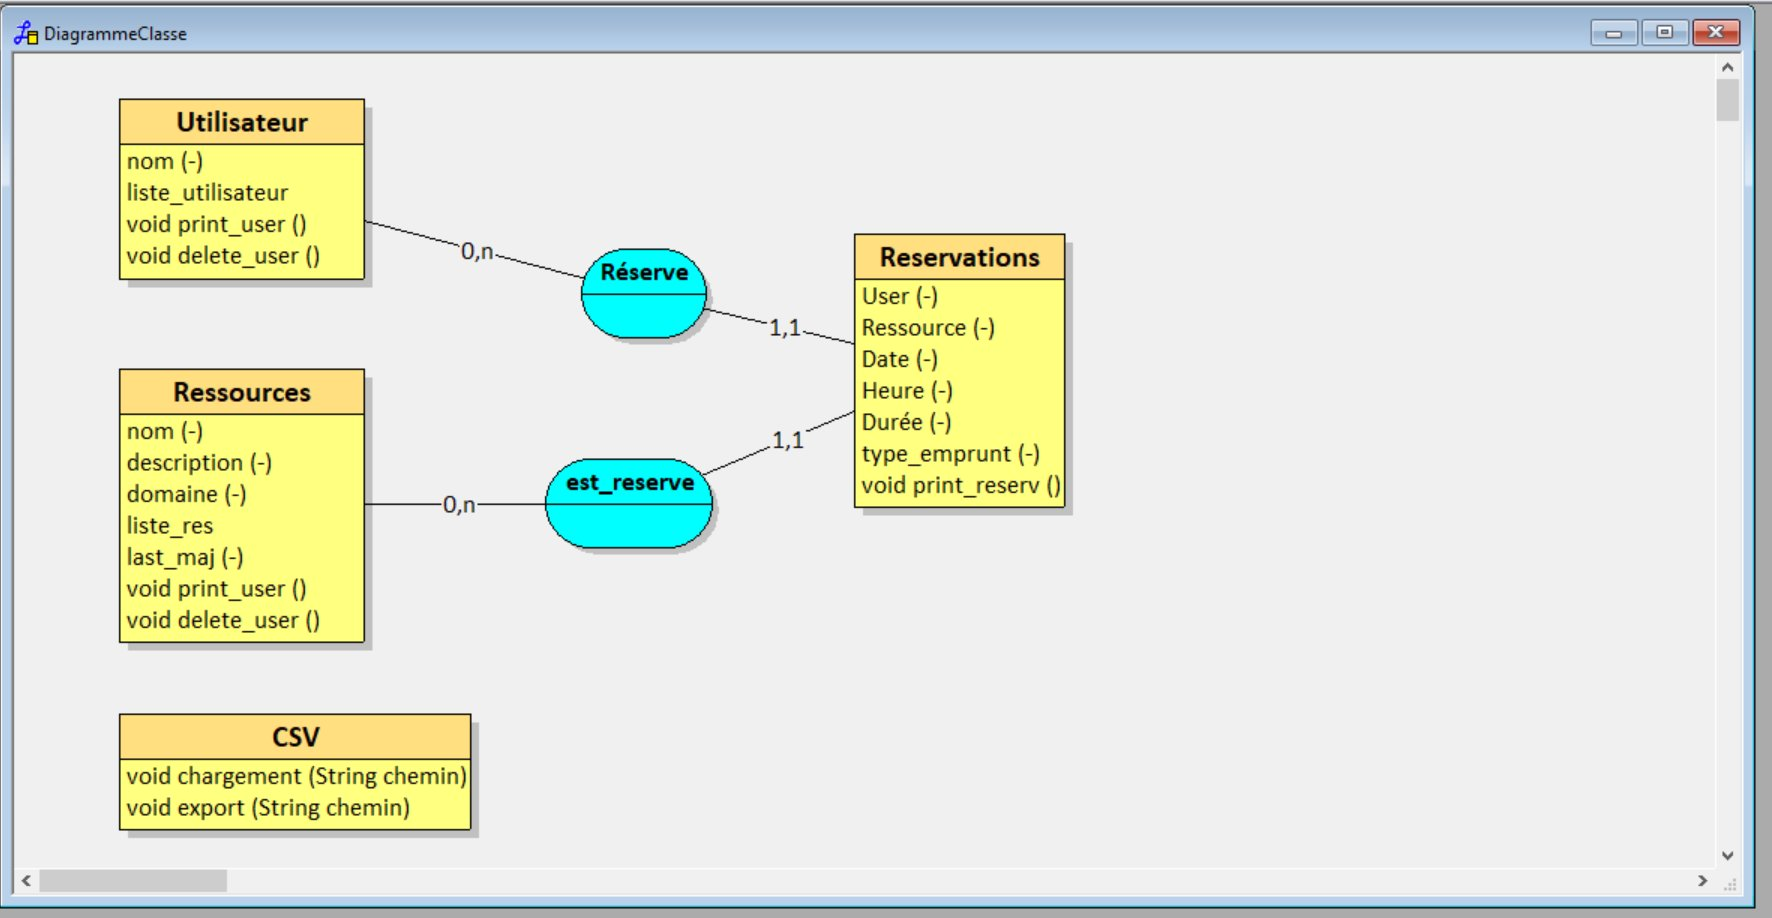 DiagrammeClasse
Utilisateur
nom (-)
liste_utilisateur
void print_user ()
void delete_user ()
0,n
Réserve
1,1
Reservations
User (-)
Ressource (-)
Date (-)
Heure (-)
Durée (-)
type_emprunt (-)
void print_reserv ()
Ressources
nom (-)
description (-)
domaine (-)
liste_res
last_maj (-)
void print_user ()
void delete_user ()
0,n
est_reserve
1,1
CSV
void chargement (String chemin)
void export (String chemin)